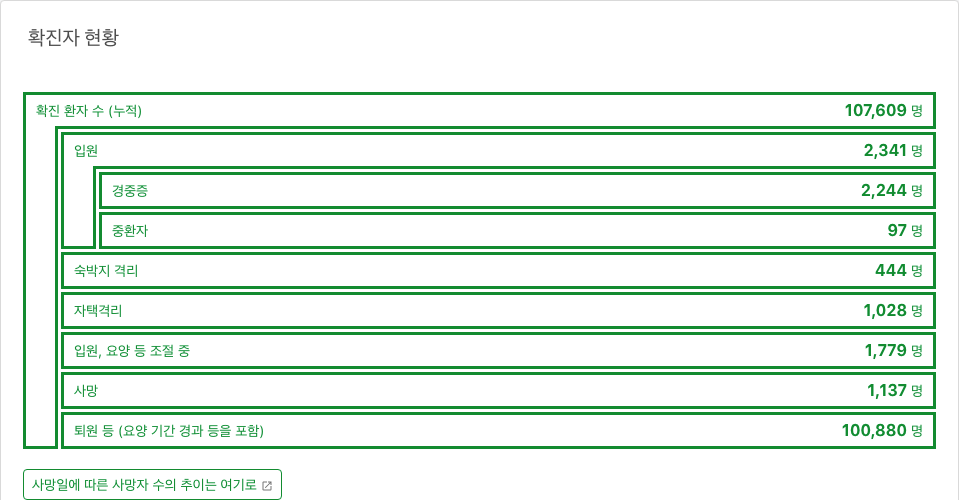 확진자 현황
확진 환자 수 (누적) 107,609 명
입원 2,341 명
경중증 2,244 명
중환자 97 명
숙박지 격리 444 명
자택격리 1,028 명
입원, 요양 등 조절 중 1,779 명
사망 1,137 명
퇴원 등 (요양 기간 경과 등을 포함) 100,880 명
사망일에 따른 사망자 수의 추이는 여기로